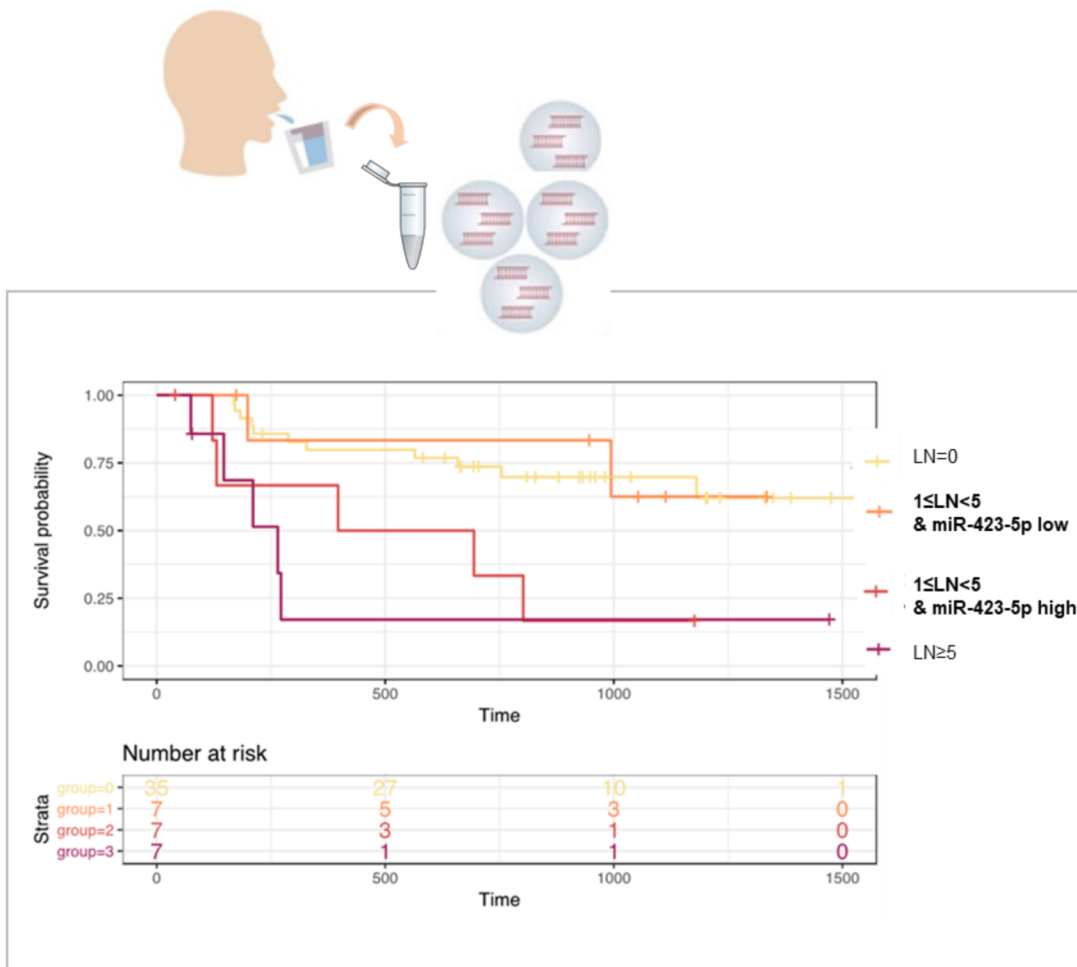 1.00
0.75
0.50
0.25
0.00
Survival probability
0 500 1000 1500
Time
LN=0
1≤LN<5
& miR-423-5p low
1≤LN<5
& miR-423-5p high
LN≥5
Number at risk
Strata
group=0 35 27 10 1
group=1 7 5 3 0
group=2 7 3 1 0
group=3 7 1 1 0
0 500 1000 1500
Time